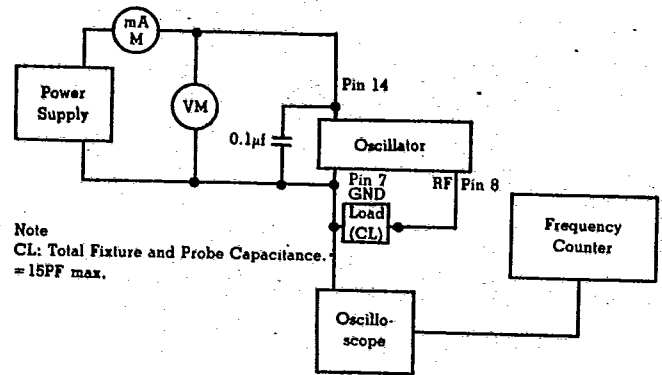 mA
M
Power
Supply
VM
Pin 14
0.1µf
Oscillator
Pin 7
GND
RF
Pin 8
Load
(CL)
Note
CL: Total Fixture and Probe Capacitance.
=15PF max.
Frequency
Counter
Oscillo-
scope